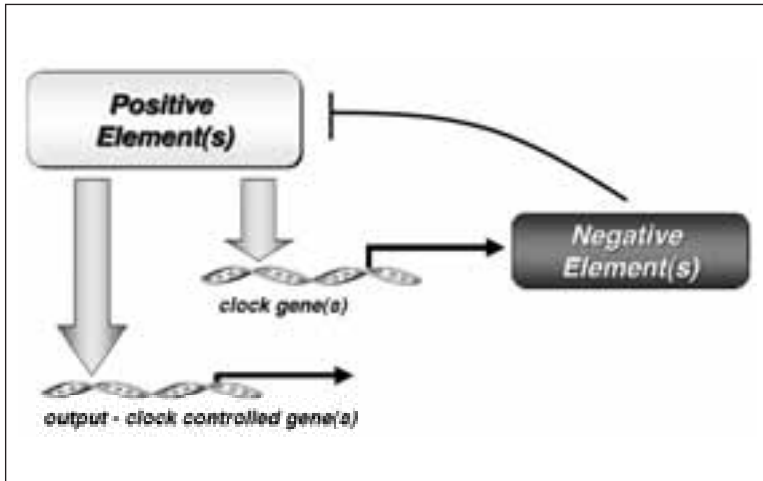 Positive
Element(s)
Negative
Element(s)
clock gene(s)
output - clock controlled gene(s)